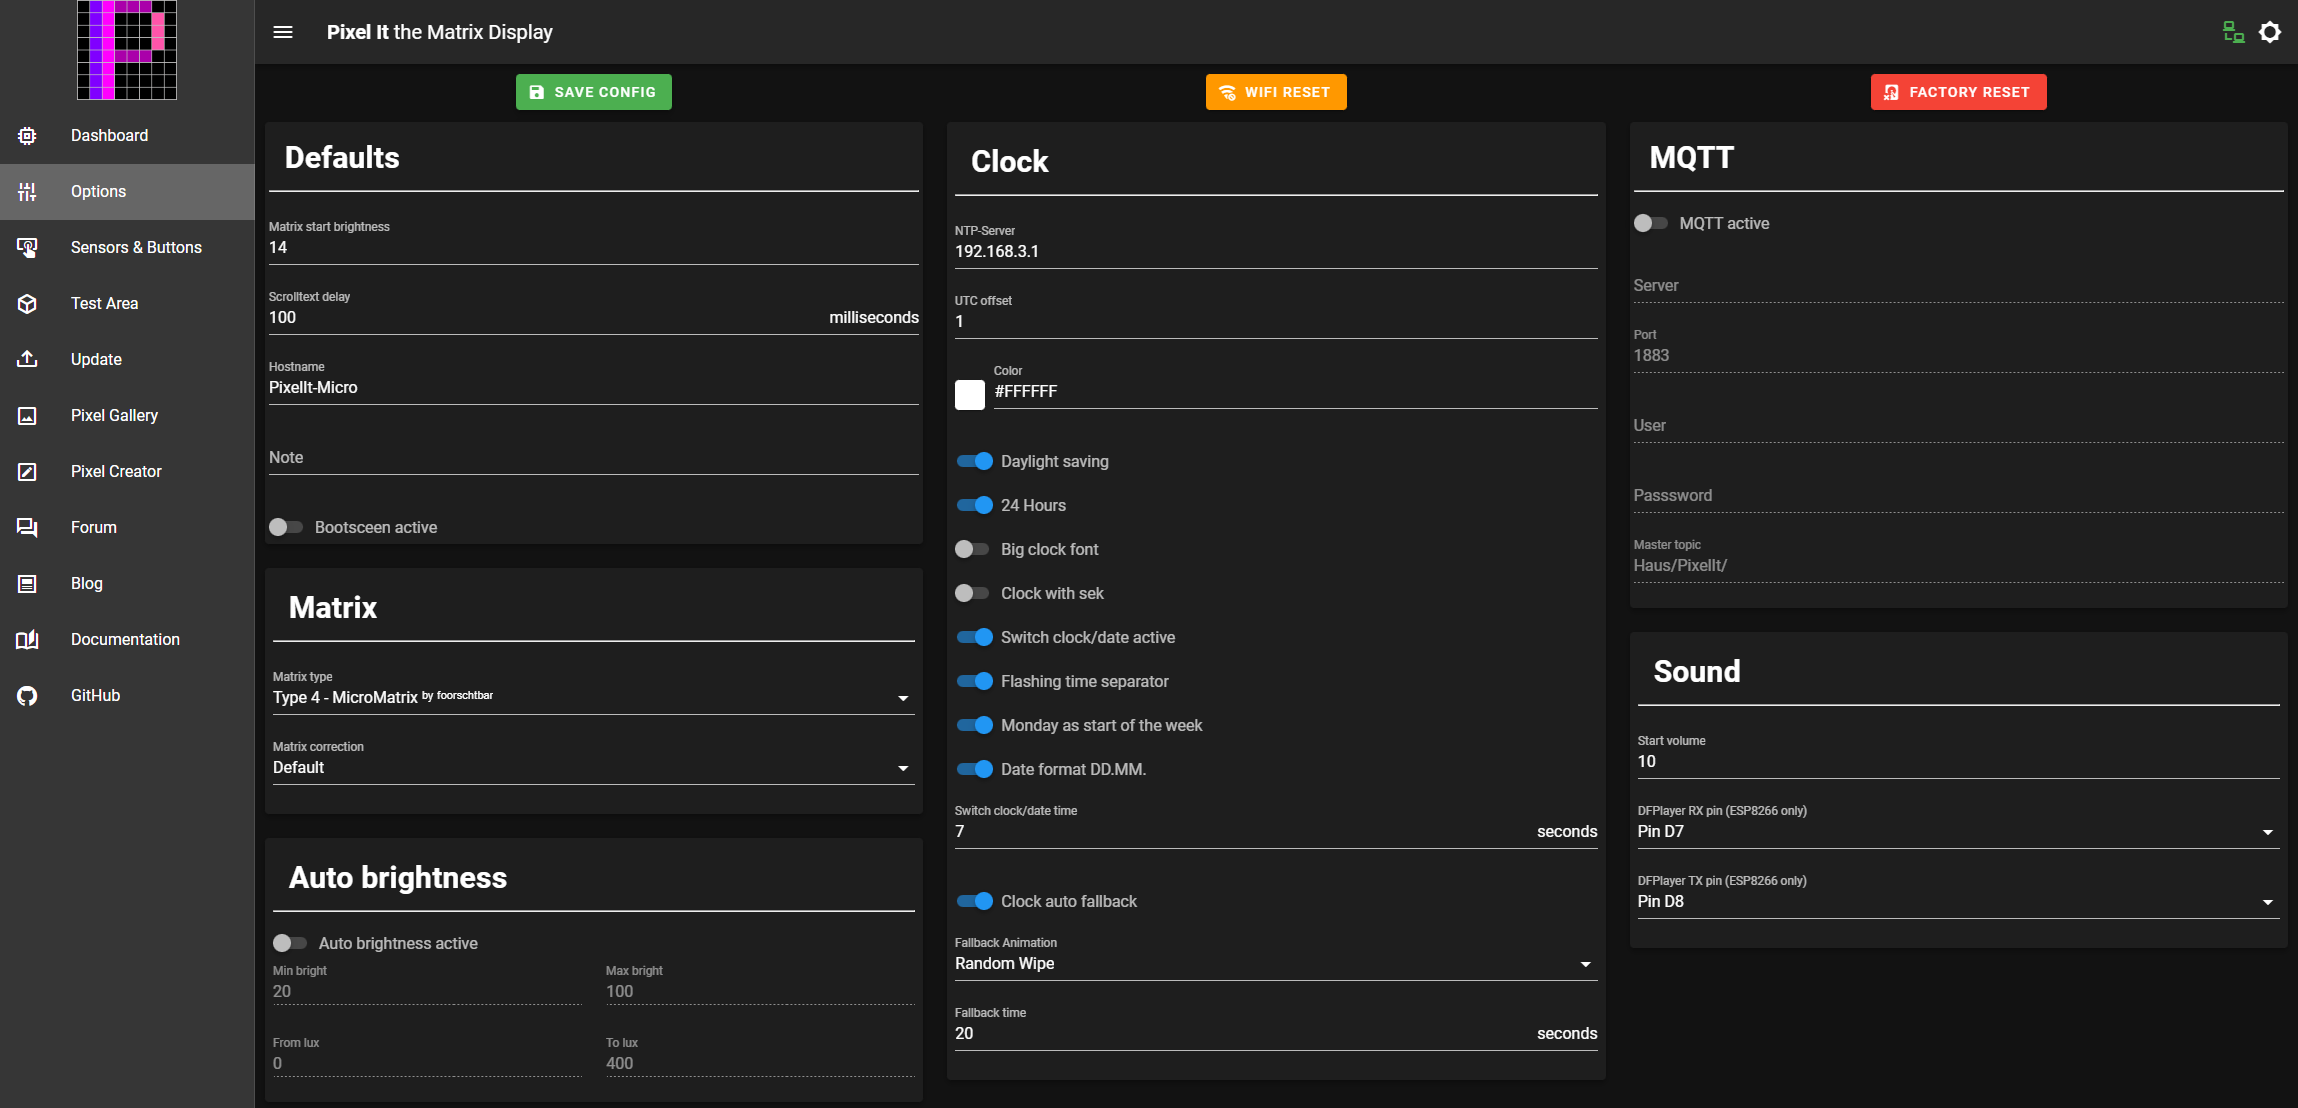 Pixel It the Matrix Display
Dashboard
Options
Sensors & Buttons
Test Area
Update
Pixel Gallery
Pixel Creator
Forum
Blog
Documentation
GitHub
SAVE CONFIG
WIFI RESET
FACTORY RESET
Defaults
Matrix start brightness
14
Scrolltext delay
100 milliseconds
Hostname
PixelIt-Micro
Note
Bootsceen active
Matrix
Matrix type
Type 4 - MicroMatrix by foorschtbar
Matrix correction
Default
Auto brightness
Auto brightness active
Min bright Max bright
20 100
From lux To lux
0 400
Clock
NTP-Server
192.168.3.1
UTC offset
1
Color
#FFFFFF
Daylight saving
24 Hours
Big clock font
Clock with sek
Switch clock/date active
Flashing time separator
Monday as start of the week
Date format DD.MM.
Switch clock/date time
7 seconds
Clock auto fallback
Fallback Animation
Random Wipe
Fallback time
20 seconds
MQTT
MQTT active
Server
Port
1883
User
Passsword
Master topic
Haus/PixelIt/
Sound
Start volume
10
DFPlayer RX pin (ESP8266 only)
Pin D7
DFPlayer TX pin (ESP8266 only)
Pin D8